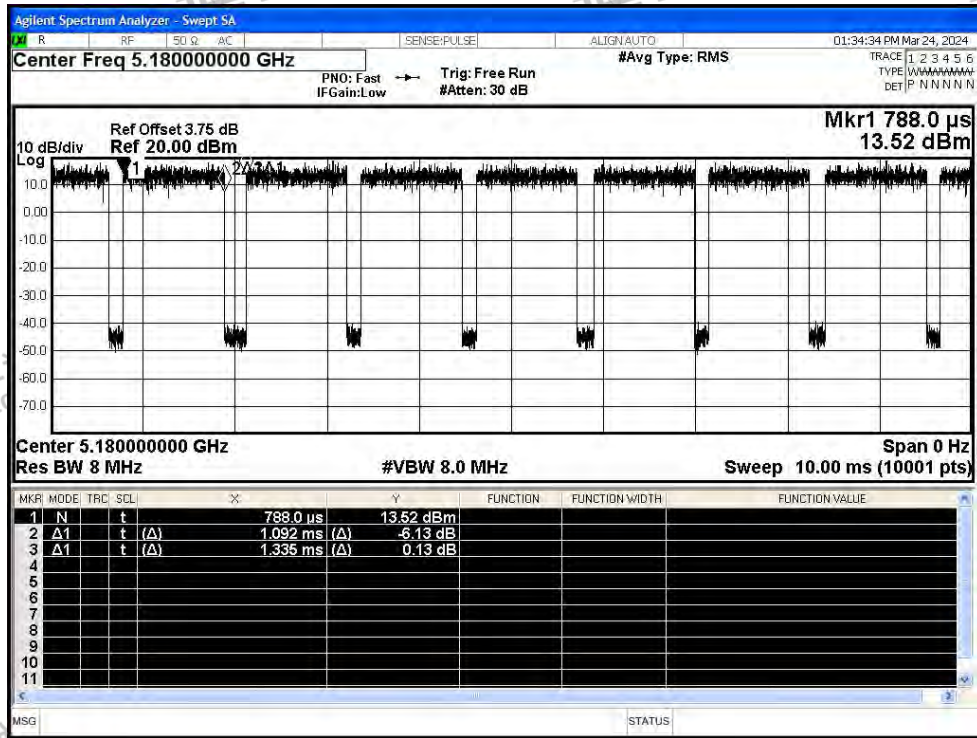 Agilent Spectrum Analyzer - Swept SA
LXI R RF 50 Ω AC SENSE:PULSE ALIGN AUTO 01:34:34 PM Mar 24, 2024
Center Freq 5.180000000 GHz
PNO: Fast
IFGain:Low
Trig: Free Run
#Atten: 30 dB
#Avg Type: RMS
TRACE 1 2 3 4 5 6
TYPE WWWWWW
DET P N N N N N
Mkr1 788.0 µs
13.52 dBm
Ref Offset 3.75 dB
10 dB/div Ref 20.00 dBm
Log
1 2Δ1 3Δ1
10.0
0.00
-10.0
-20.0
-30.0
-40.0
-50.0
-60.0
-70.0
Center 5.180000000 GHz Span 0 Hz
Res BW 8 MHz #VBW 8.0 MHz Sweep 10.00 ms (10001 pts)
MKR MODE TRC SCL X Y FUNCTION FUNCTION WIDTH FUNCTION VALUE
1 N t 788.0 µs 13.52 dBm
2 Δ1 t (Δ) 1.092 ms (Δ) -6.13 dB
3 Δ1 t (Δ) 1.335 ms (Δ) 0.13 dB
4
5
6
7
8
9
10
11
MSG STATUS